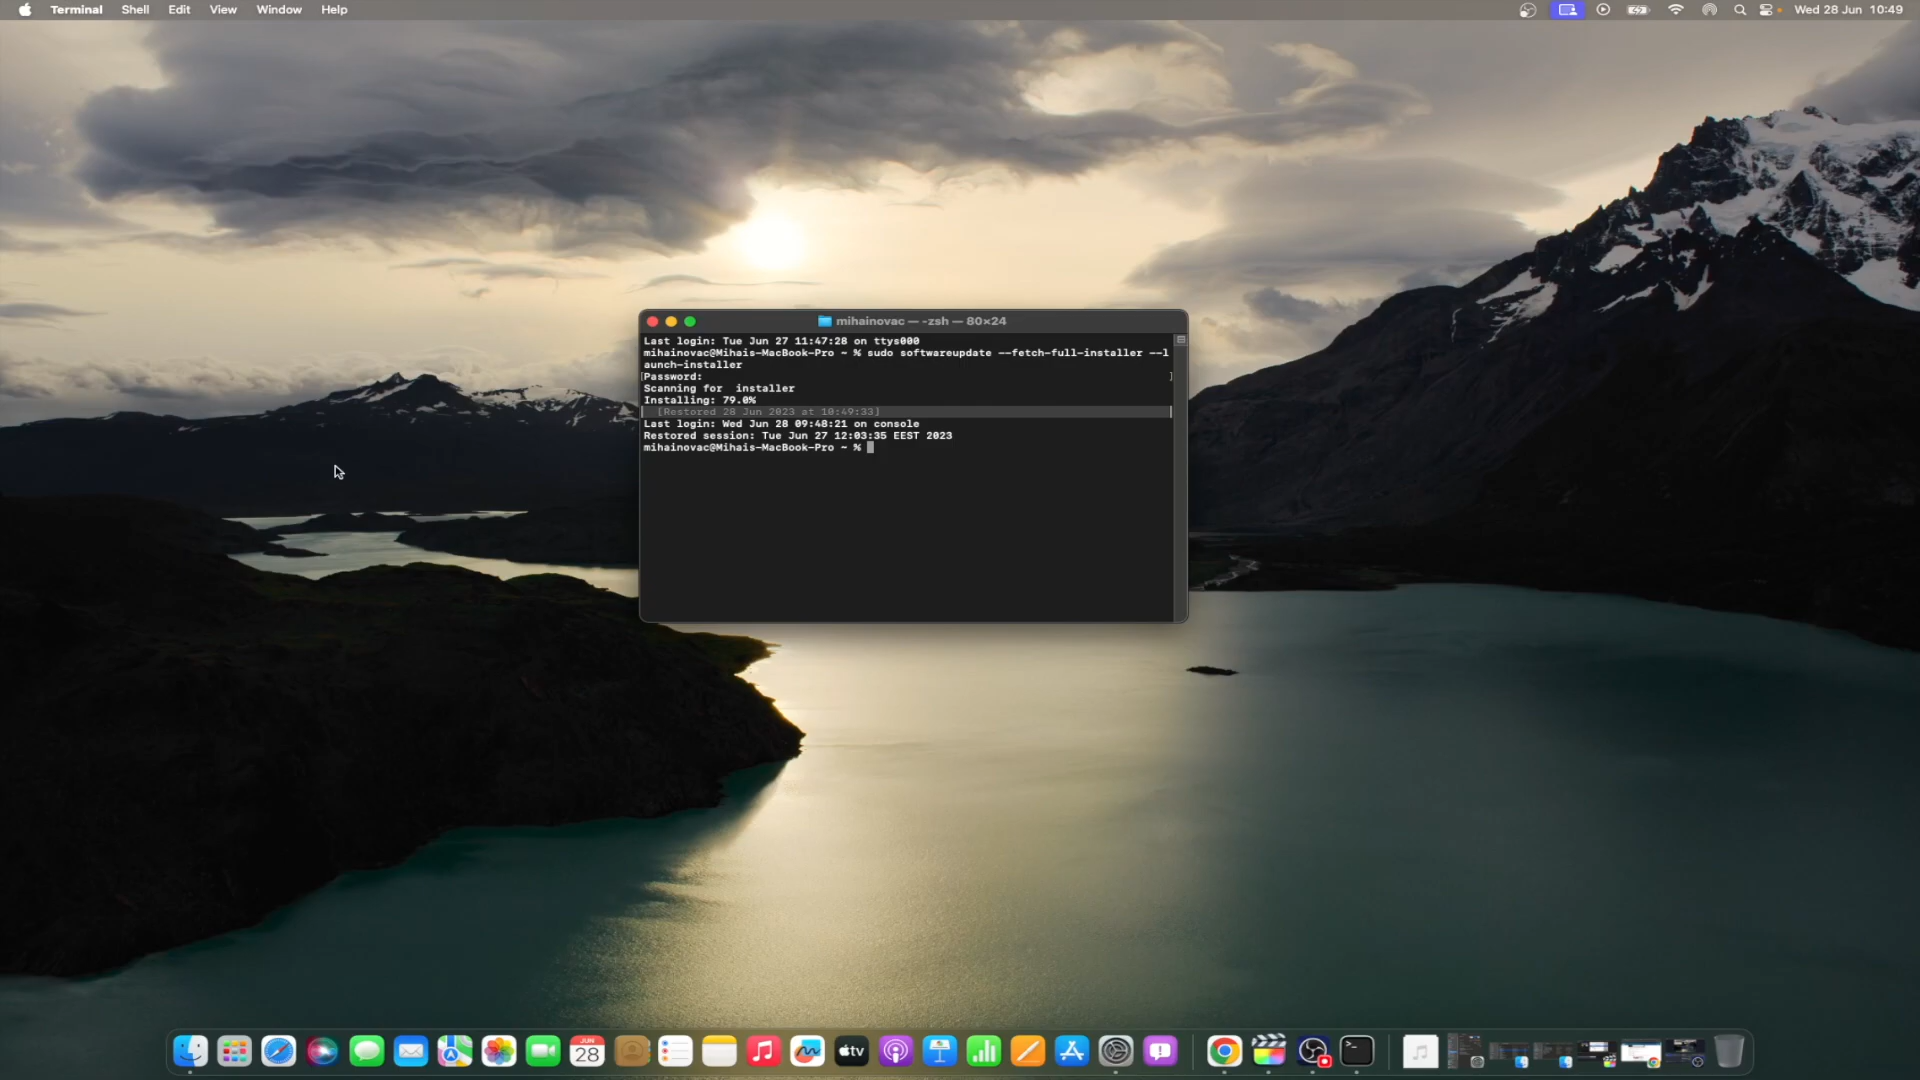 Terminal Shell Edit View Window Help Wed 28 Jun 10:49
mihainovac — -zsh — 80×24
Last login: Tue Jun 27 11:47:28 on ttys000
mihainovac@Mihais-MacBook-Pro ~ % sudo softwareupdate --fetch-full-installer --l
aunch-installer
[Password: ]
Scanning for  installer
Installing: 79.0%
[Restored 28 Jun 2023 at 10:49:33]
Last login: Wed Jun 28 09:48:21 on console
Restored session: Tue Jun 27 12:03:35 EEST 2023
mihainovac@Mihais-MacBook-Pro ~ %
JUN
28
tv